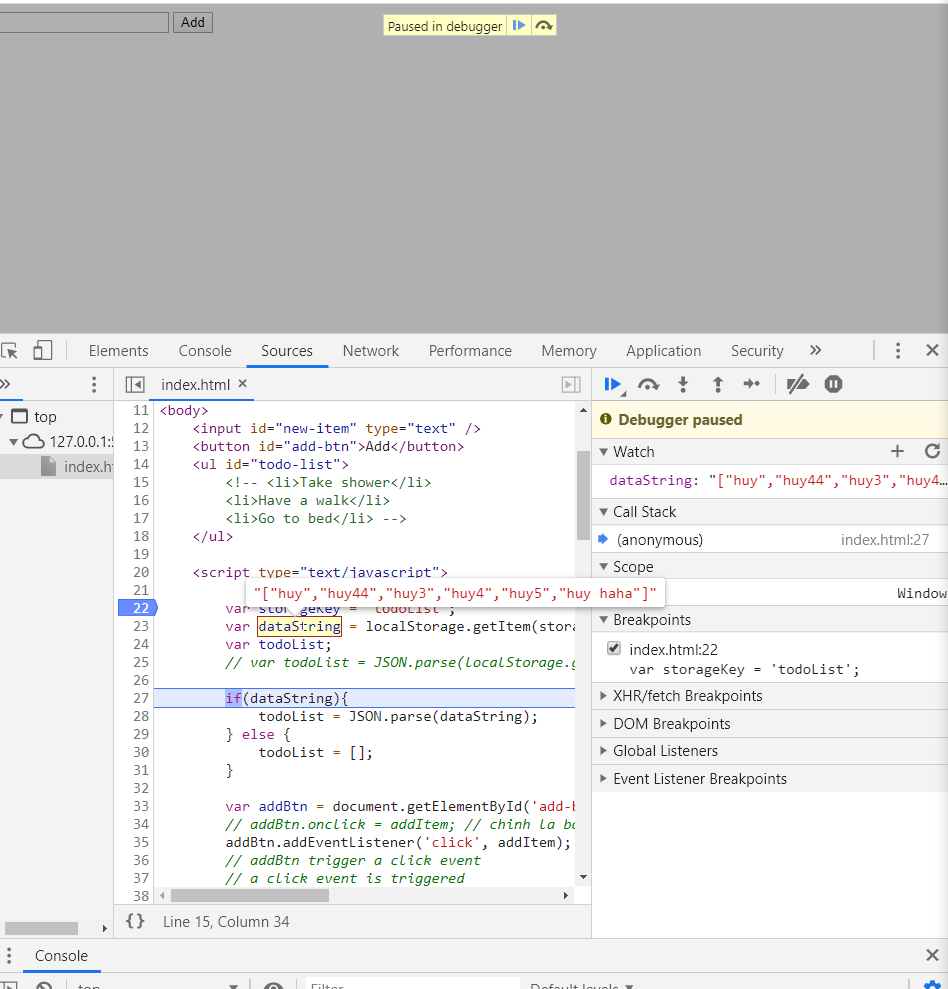 Add
Paused in debugger
Elements Console Sources Network Performance Memory Application Security
index.html
top
127.0.0.1:5
index.h
11 <body>
12 <input id="new-item" type="text" />
13 <button id="add-btn">Add</button>
14 <ul id="todo-list">
15 <!-- <li>Take shower</li>
16 <li>Have a walk</li>
17 <li>Go to bed</li> -->
18 </ul>
19
20 <script type="text/javascript">
21
"["huy","huy44","huy3","huy4","huy5","huy haha"]"
22 var storageKey = 'todoList';
23 var dataString = localStorage.getItem(stora
24 var todoList;
25 // var todoList = JSON.parse(localStorage.g
26
27 if(dataString){
28 todoList = JSON.parse(dataString);
29 } else {
30 todoList = [];
31 }
32
33 var addBtn = document.getElementById('add-b
34 // addBtn.onclick = addItem; // chinh la bo
35 addBtn.addEventListener('click', addItem);
36 // addBtn trigger a click event
37 // a click event is triggered
38
{} Line 15, Column 34
Debugger paused
Watch
dataString: "["huy","huy44","huy3","huy4…
Call Stack
(anonymous) index.html:27
Scope
Window
Breakpoints
index.html:22
var storageKey = 'todoList';
XHR/fetch Breakpoints
DOM Breakpoints
Global Listeners
Event Listener Breakpoints
Console
top Filter Default levels